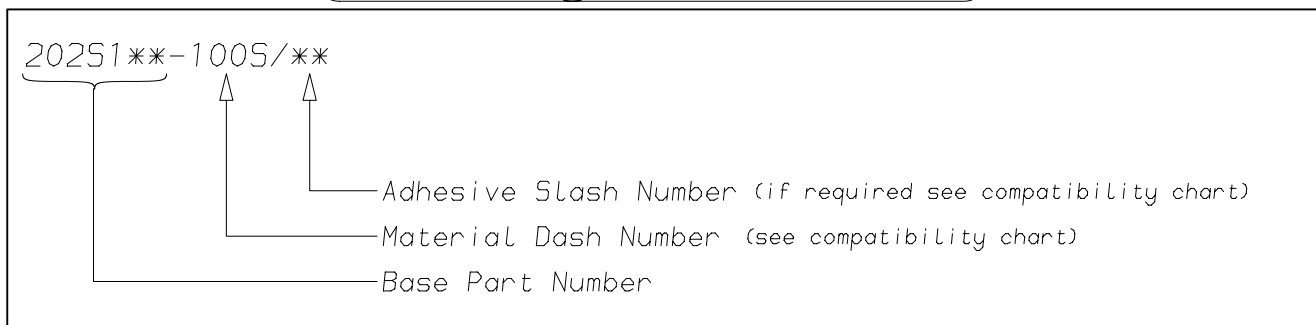 202S1**-100S/**
Adhesive Slash Number (if required see compatibility chart)
Material Dash Number (see compatibility chart)
Base Part Number